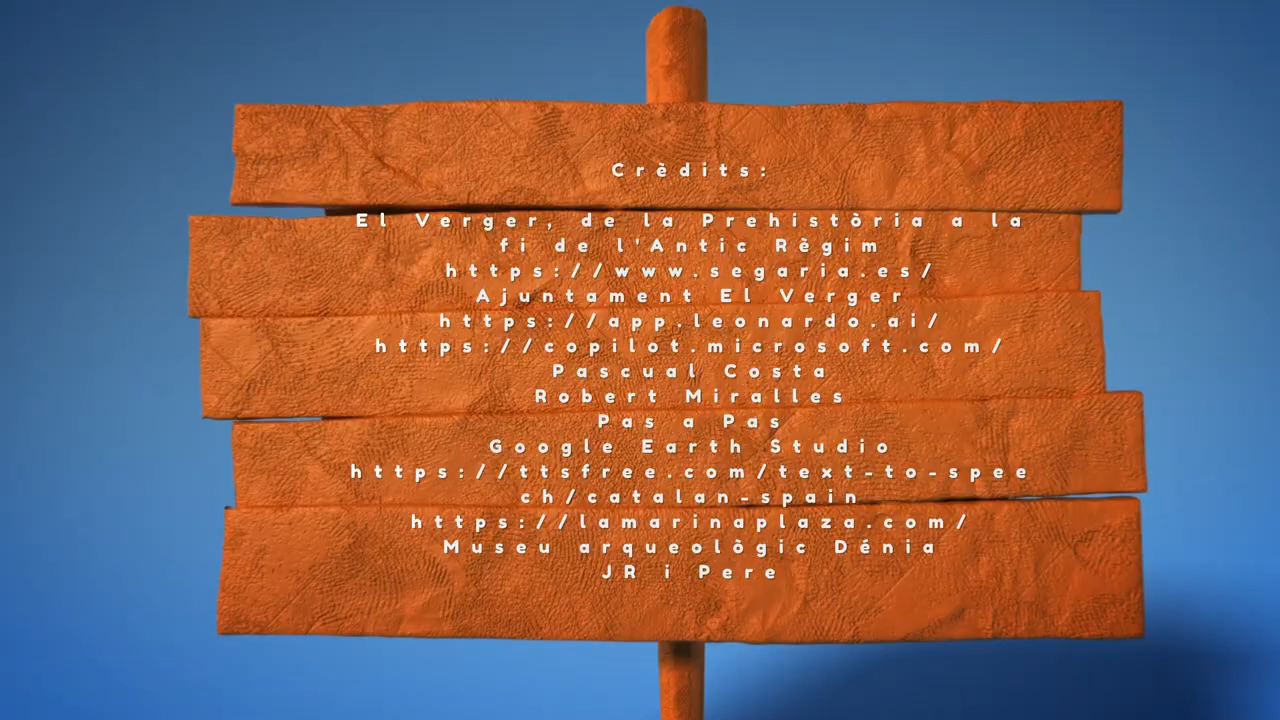 Crèdits:
El Verger, de la Prehistòria a la
fi de l'Antic Règim
https://www.segaria.es/
Ajuntament El Verger
https://app.leonardo.ai/
https://copilot.microsoft.com/
Pascual Costa
Robert Miralles
Pas a Pas
Google Earth Studio
https://ttsfree.com/text-to-spee
ch/catalan-spain
https://lamarinaplaza.com/
Museu arqueològic Dénia
JR i Pere